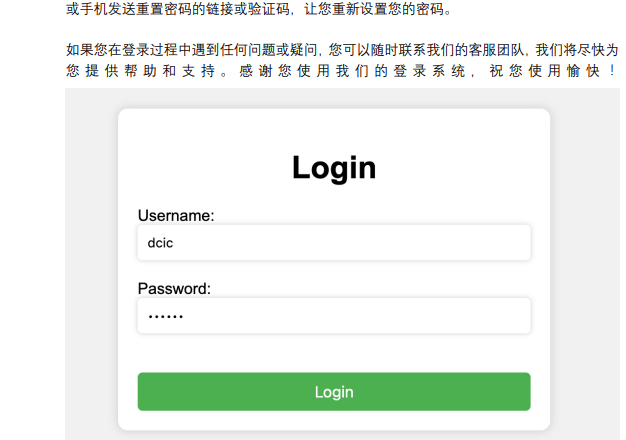 或手机发送重置密码的链接或验证码，让您重新设置您的密码。
如果您在登录过程中遇到任何问题或疑问，您可以随时联系我们的客服团队，我们将尽快为
您提供帮助和支持。感谢您使用我们的登录系统，祝您使用愉快！
Login
Username:
dcic
Password:
••••••
Login